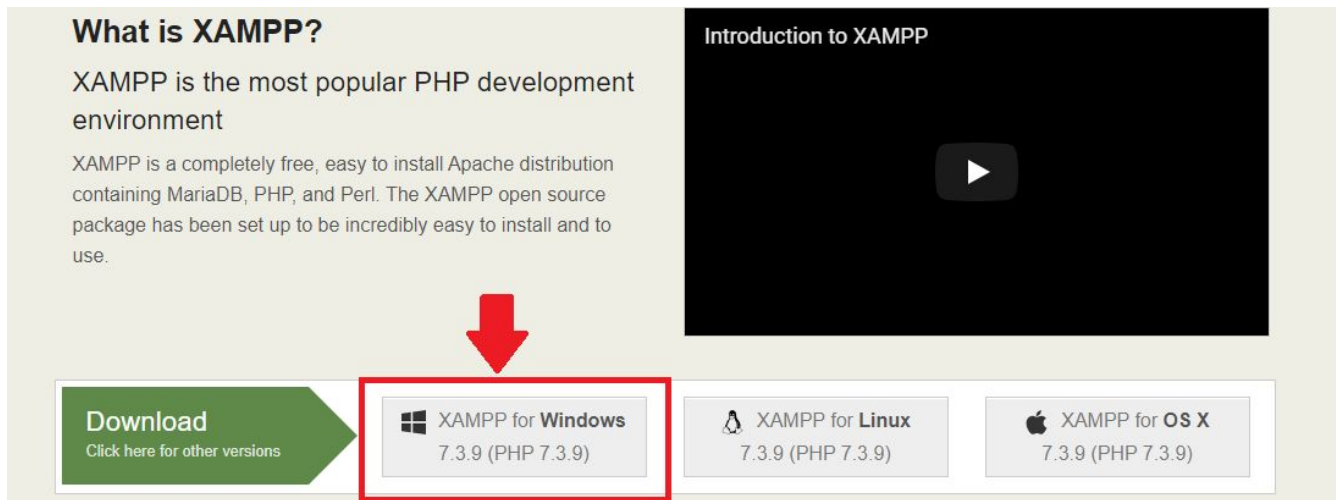 What is XAMPP?
XAMPP is the most popular PHP development
environment
XAMPP is a completely free, easy to install Apache distribution
containing MariaDB, PHP, and Perl. The XAMPP open source
package has been set up to be incredibly easy to install and to
use.
Introduction to XAMPP
Download
Click here for other versions
XAMPP for Windows
7.3.9 (PHP 7.3.9)
XAMPP for Linux
7.3.9 (PHP 7.3.9)
XAMPP for OS X
7.3.9 (PHP 7.3.9)